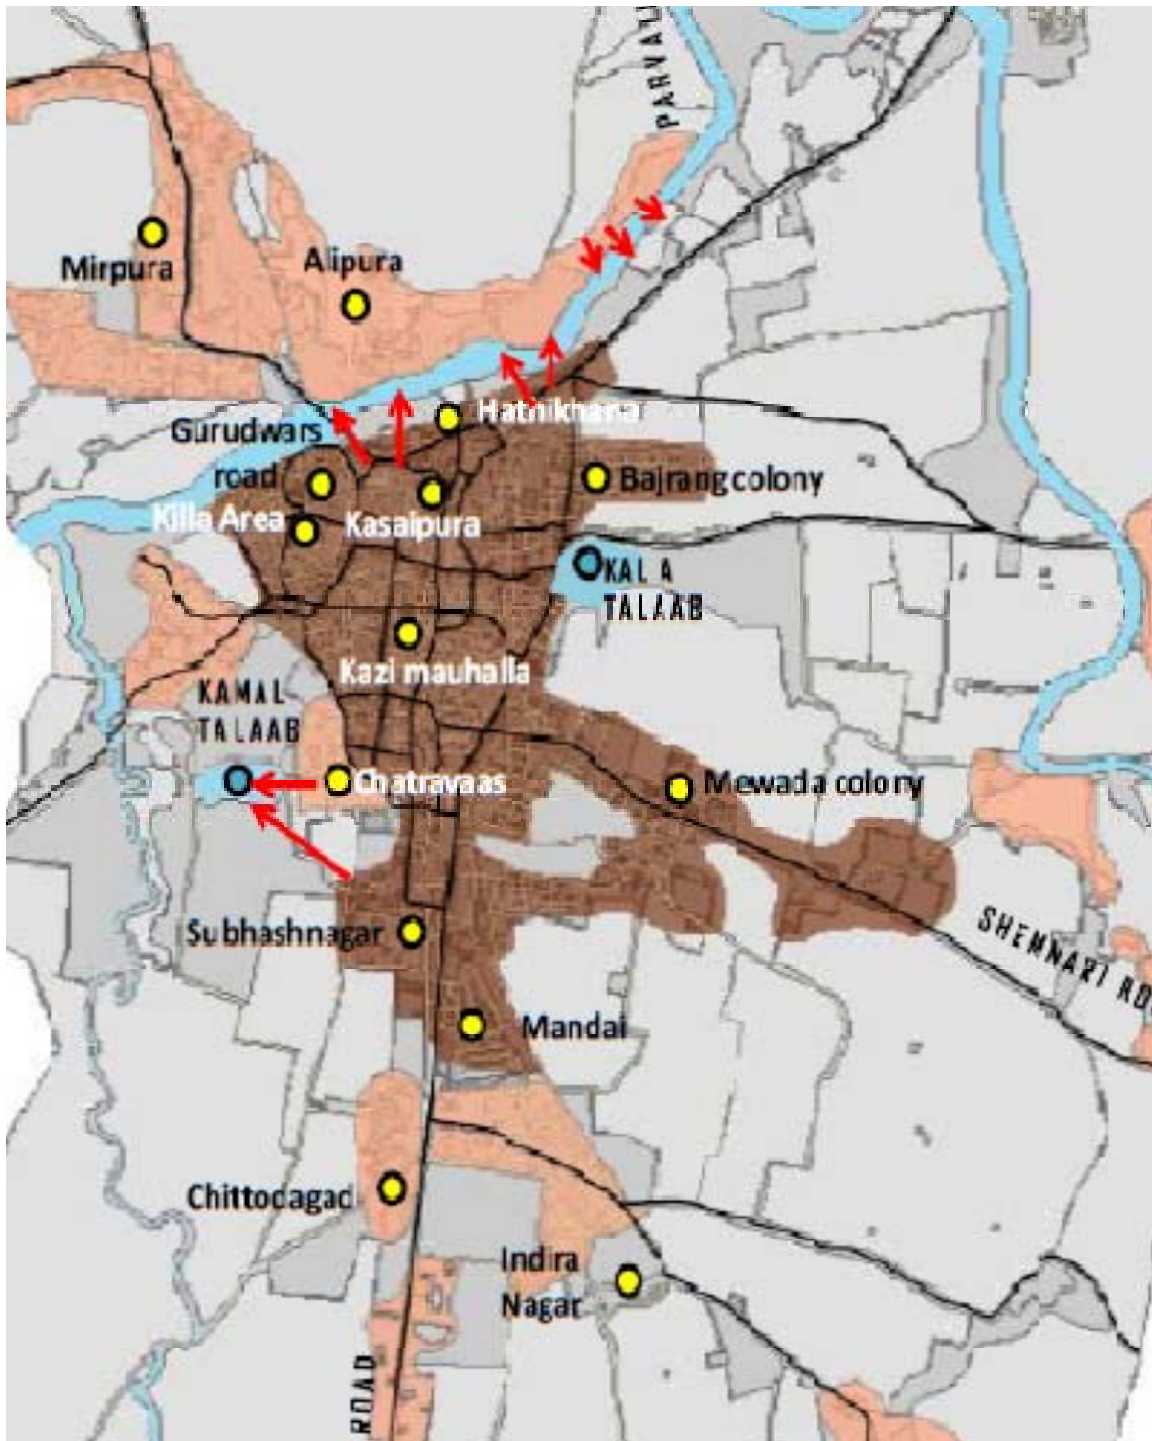 PARVATI
Mirpura
Alipura
Hathikhana
Gurudwars
road
Bajrang colony
Killa Area
Kasaipura
KALA
TALAAB
Kazi mauhalla
KAMAL
TALAAB
Chatravaas
Mewada colony
Subhashnagar
SHEMNARI RO
Mandai
Chittodagad
Indira
Nagar
ROAD